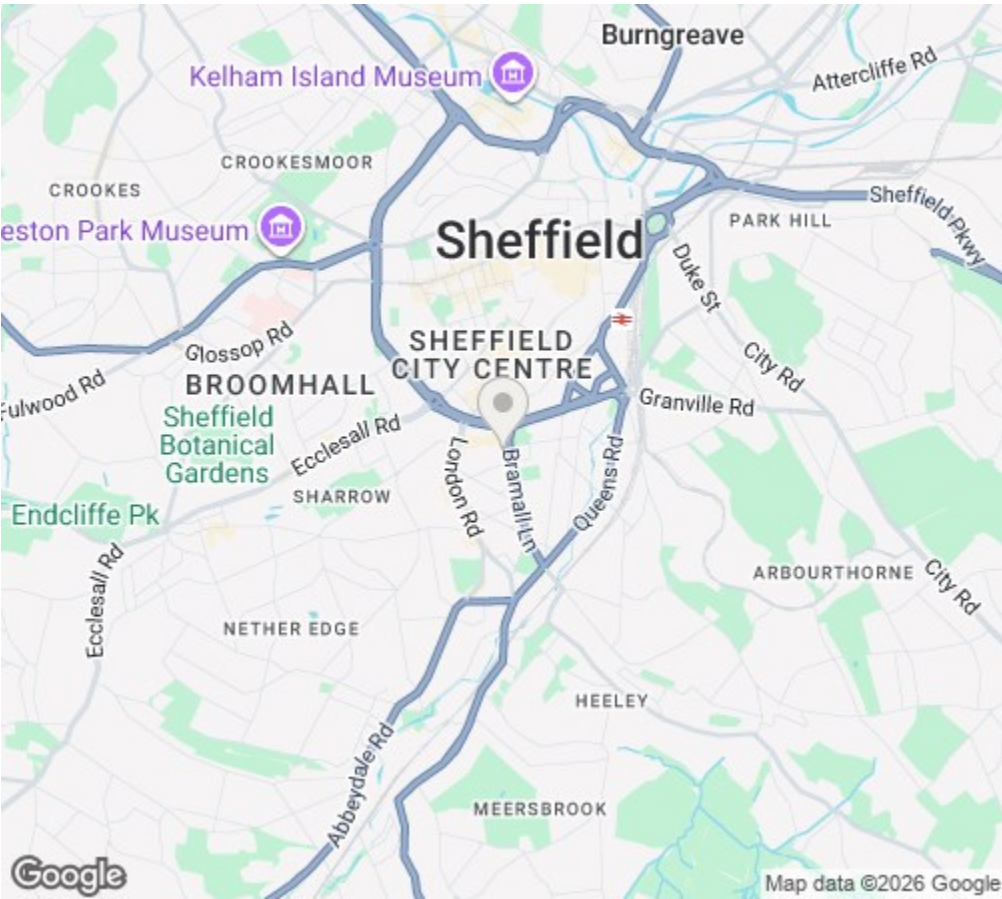 Burngreave
Kelham Island Museum
Attercliffe Rd
CROOKESMOOR
CROOKES
Sheffield Pkwy
eston Park Museum
PARK HILL
Sheffield
Duke St
SHEFFIELD
CITY CENTRE
Glossop Rd
City Rd
BROOMHALL
Fulwood Rd
Granville Rd
Sheffield
Botanical
Gardens
Ecclesall Rd
London Rd
Bramall Ln
Queens Rd
SHARROW
Endcliffe Pk
Ecclesall Rd
ARBOURTHORNE
City Rd
NETHER EDGE
HEELEY
Abbeydale Rd
MEERSBROOK
Google
Map data ©2026 Google